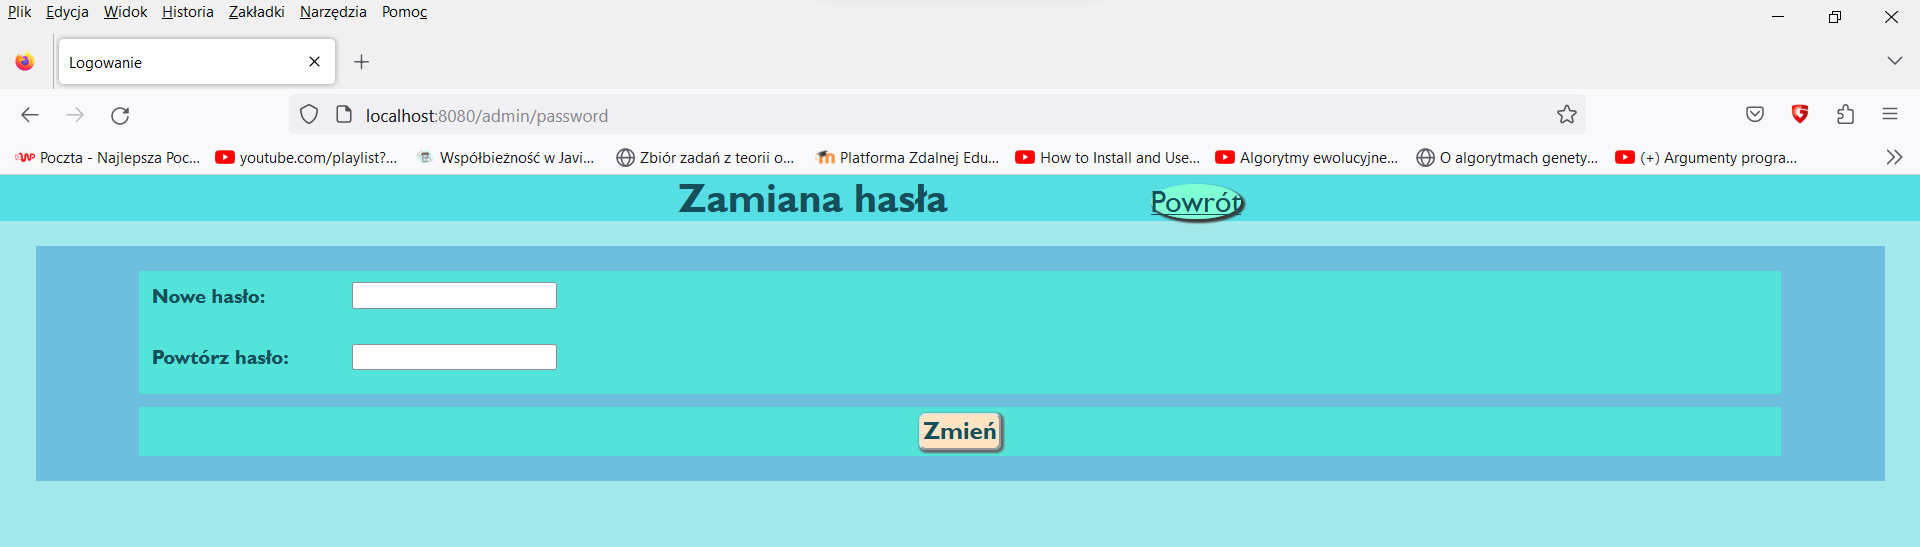 Plik Edycja Widok Historia Zakładki Narzędzia Pomoc
Logowanie
localhost:8080/admin/password
Poczta - Najlepsza Poc... youtube.com/playlist?... Współbieżność w Javi... Zbiór zadań z teorii o... Platforma Zdalnej Edu... How to Install and Use... Algorytmy ewolucyjne... O algorytmach genety... (+) Argumenty progra...
Zamiana hasła Powrót
Nowe hasło:
Powtórz hasło:
Zmień